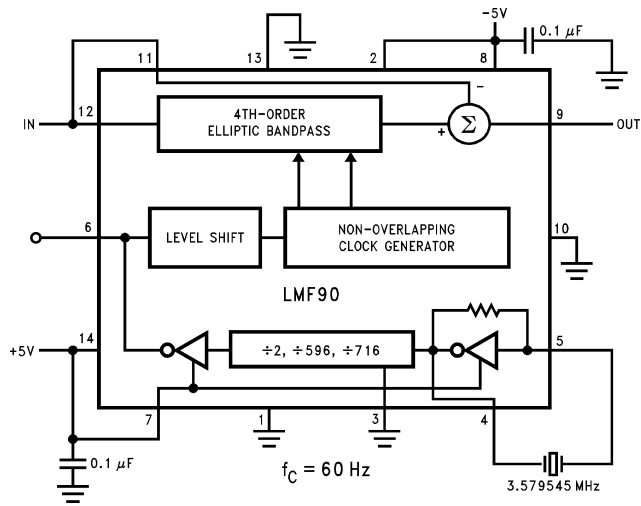 -5V
0.1 μF
11
13
2
8
-
12
IN
4TH-ORDER
ELLIPTIC BANDPASS
+
Σ
9
OUT
6
LEVEL SHIFT
NON-OVERLAPPING
CLOCK GENERATOR
10
LMF90
14
+5V
÷2, ÷596, ÷716
5
7
1
3
4
0.1 μF
fC = 60 Hz
3.579545 MHz